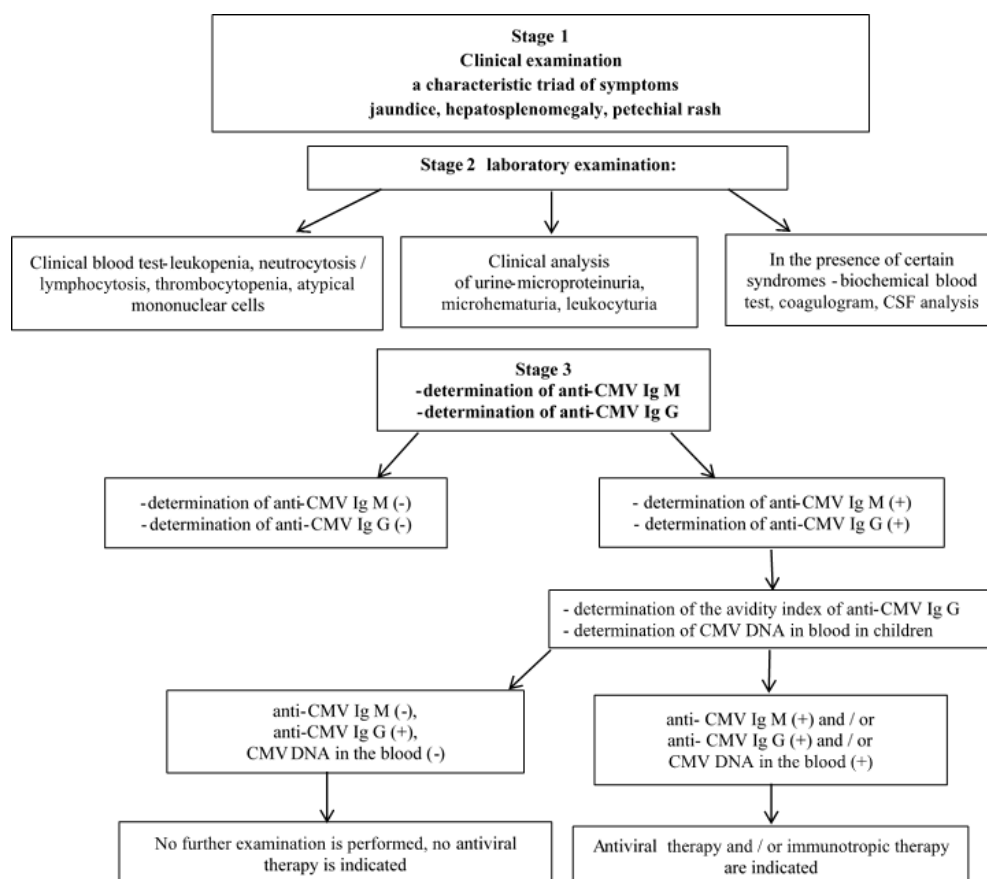 Stage 1
Clinical examination
a characteristic triad of symptoms
jaundice, hepatosplenomegaly, petechial rash
Stage 2 laboratory examination:
Clinical blood test-leukopenia, neutrocytosis /
lymphocytosis, thrombocytopenia, atypical
mononuclear cells
Clinical analysis
of urine-microproteinuria,
microhematuria, leukocyturia
In the presence of certain
syndromes - biochemical blood
test, coagulogram, CSF analysis
Stage 3
-determination of anti-CMV Ig M
-determination of anti-CMV Ig G
-determination of anti-CMV Ig M (-)
-determination of anti-CMV Ig G (-)
- determination of anti-CMV Ig M (+)
- determination of anti-CMV Ig G (+)
- determination of the avidity index of anti-CMV Ig G
- determination of CMV DNA in blood in children
anti-CMV Ig M (-),
anti-CMV Ig G (+),
CMV DNA in the blood (-)
anti- CMV Ig M (+) and / or
anti- CMV Ig G (+) and / or
CMV DNA in the blood (+)
No further examination is performed, no antiviral
therapy is indicated
Antiviral therapy and / or immunotropic therapy
are indicated